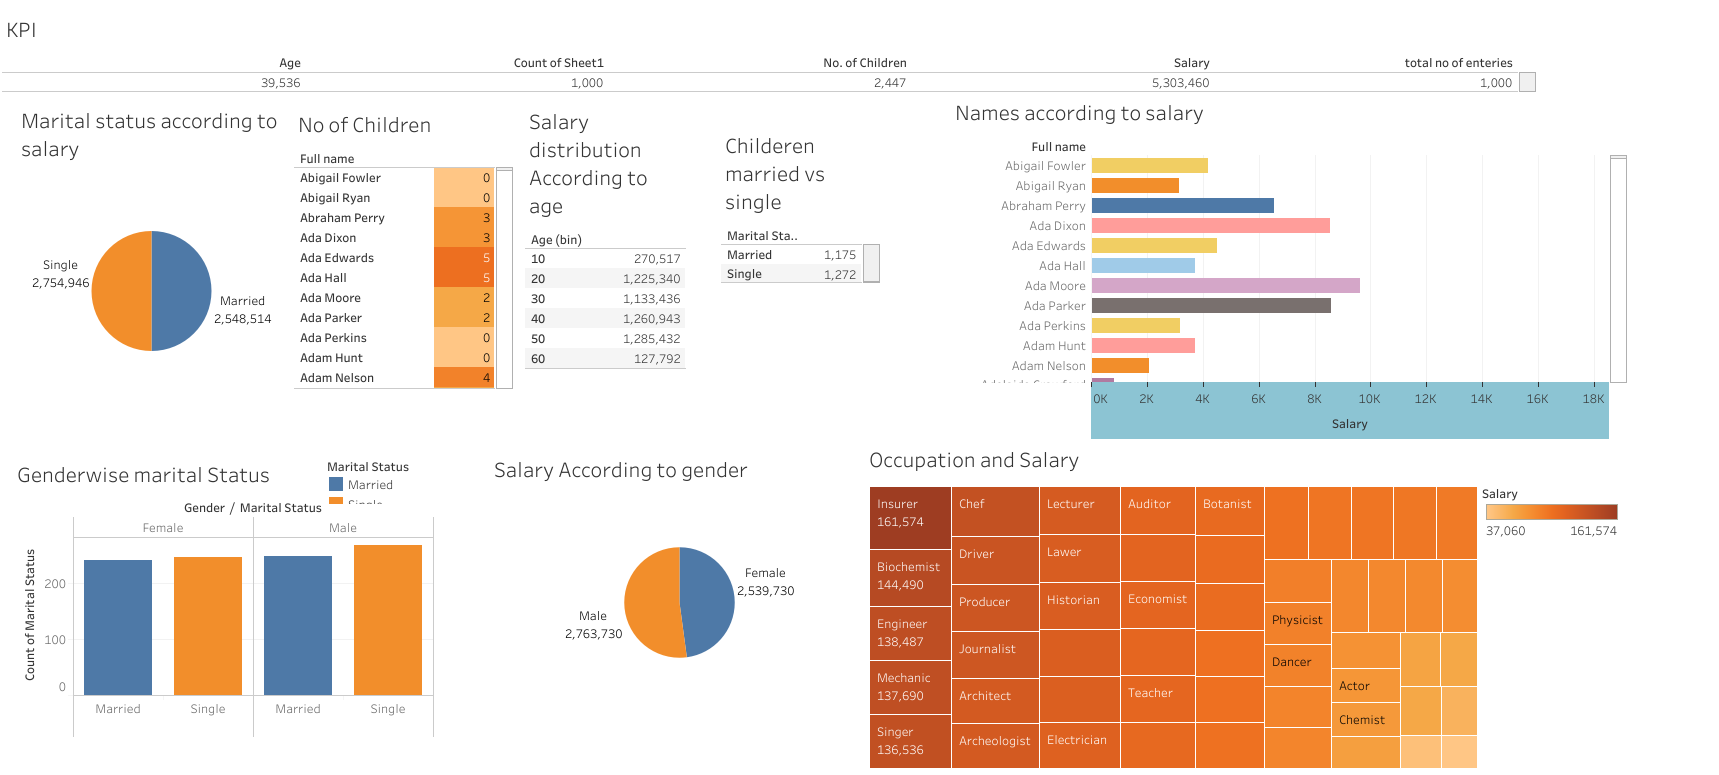 KPI
Age Count of Sheet1 No. of Children Salary total no of enteries
39,536 1,000 2,447 5,303,460 1,000
Marital status according to
salary
Single
2,754,946
Married
2,548,514
No of Children
Full name
Abigail Fowler 0
Abigail Ryan 0
Abraham Perry 3
Ada Dixon 3
Ada Edwards 5
Ada Hall 5
Ada Moore 2
Ada Parker 2
Ada Perkins 0
Adam Hunt 0
Adam Nelson 4
Salary
distribution
According to
age
Age (bin)
10 270,517
20 1,225,340
30 1,133,436
40 1,260,943
50 1,285,432
60 127,792
Childeren
married vs
single
Marital Sta..
Married 1,175
Single 1,272
Names according to salary
Full name
Abigail Fowler
Abigail Ryan
Abraham Perry
Ada Dixon
Ada Edwards
Ada Hall
Ada Moore
Ada Parker
Ada Perkins
Adam Hunt
Adam Nelson
0K 2K 4K 6K 8K 10K 12K 14K 16K 18K
Salary
Genderwise marital Status
Marital Status
Married
Single
Gender / Marital Status
Female Male
Count of Marital Status
200
100
0
Married Single Married Single
Salary According to gender
Female
2,539,730
Male
2,763,730
Occupation and Salary
Insurer
161,574
Biochemist
144,490
Engineer
138,487
Mechanic
137,690
Singer
136,536
Chef
Driver
Producer
Journalist
Architect
Archeologist
Lecturer
Lawer
Historian
Electrician
Auditor
Economist
Teacher
Botanist
Physicist
Dancer
Actor
Chemist
Salary
37,060 161,574